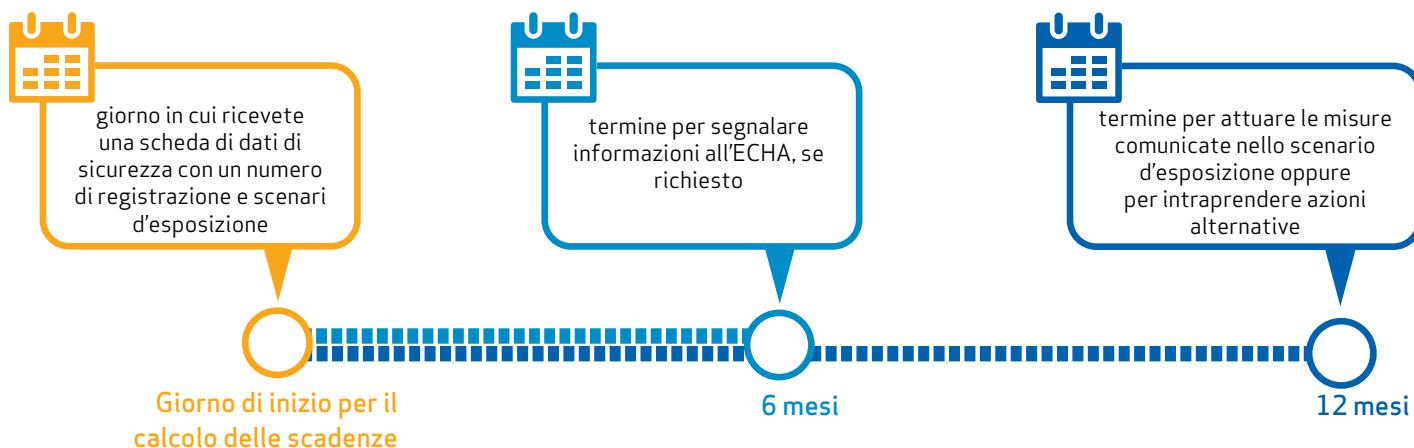 giorno in cui ricevete
una scheda di dati di
sicurezza con un numero
di registrazione e scenari
d’esposizione
termine per segnalare
informazioni all’ECHA, se
richiesto
termine per attuare le misure
comunicate nello scenario
d’esposizione oppure
per intraprendere azioni
alternative
Giorno di inizio per il
calcolo delle scadenze
6 mesi
12 mesi